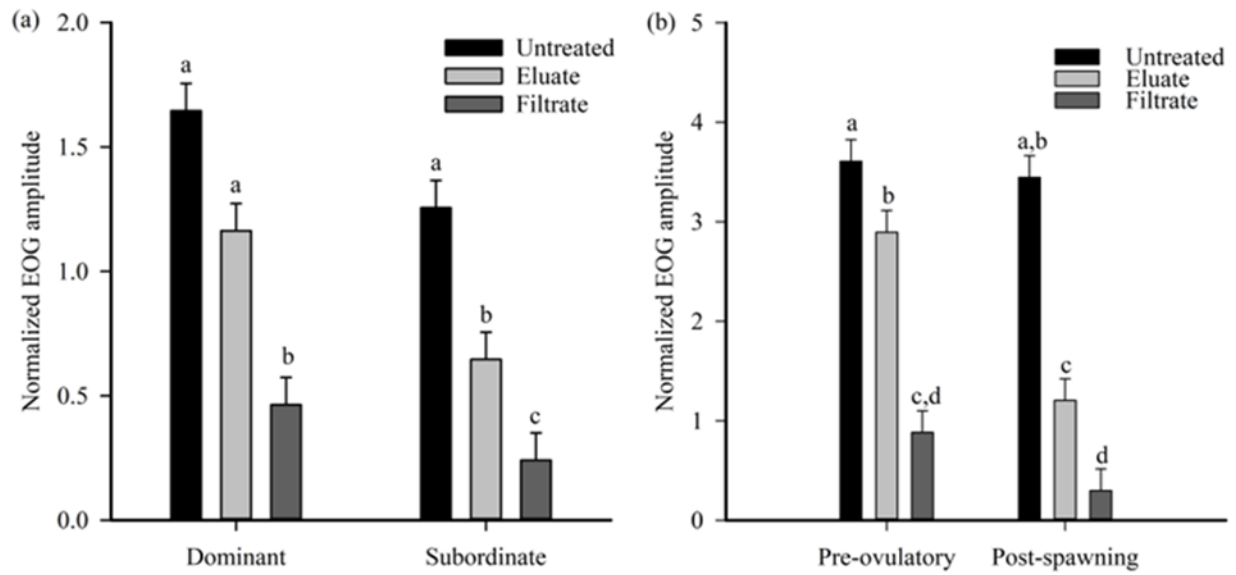 (a)
Normalized EOG amplitude
2.0
1.5
1.0
0.5
0.0
Untreated
Eluate
Filtrate
a
a
b
a
b
c
Dominant
Subordinate
(b)
Normalized EOG amplitude
5
4
3
2
1
0
Untreated
Eluate
Filtrate
a
b
c,d
a,b
c
d
Pre-ovulatory
Post-spawning